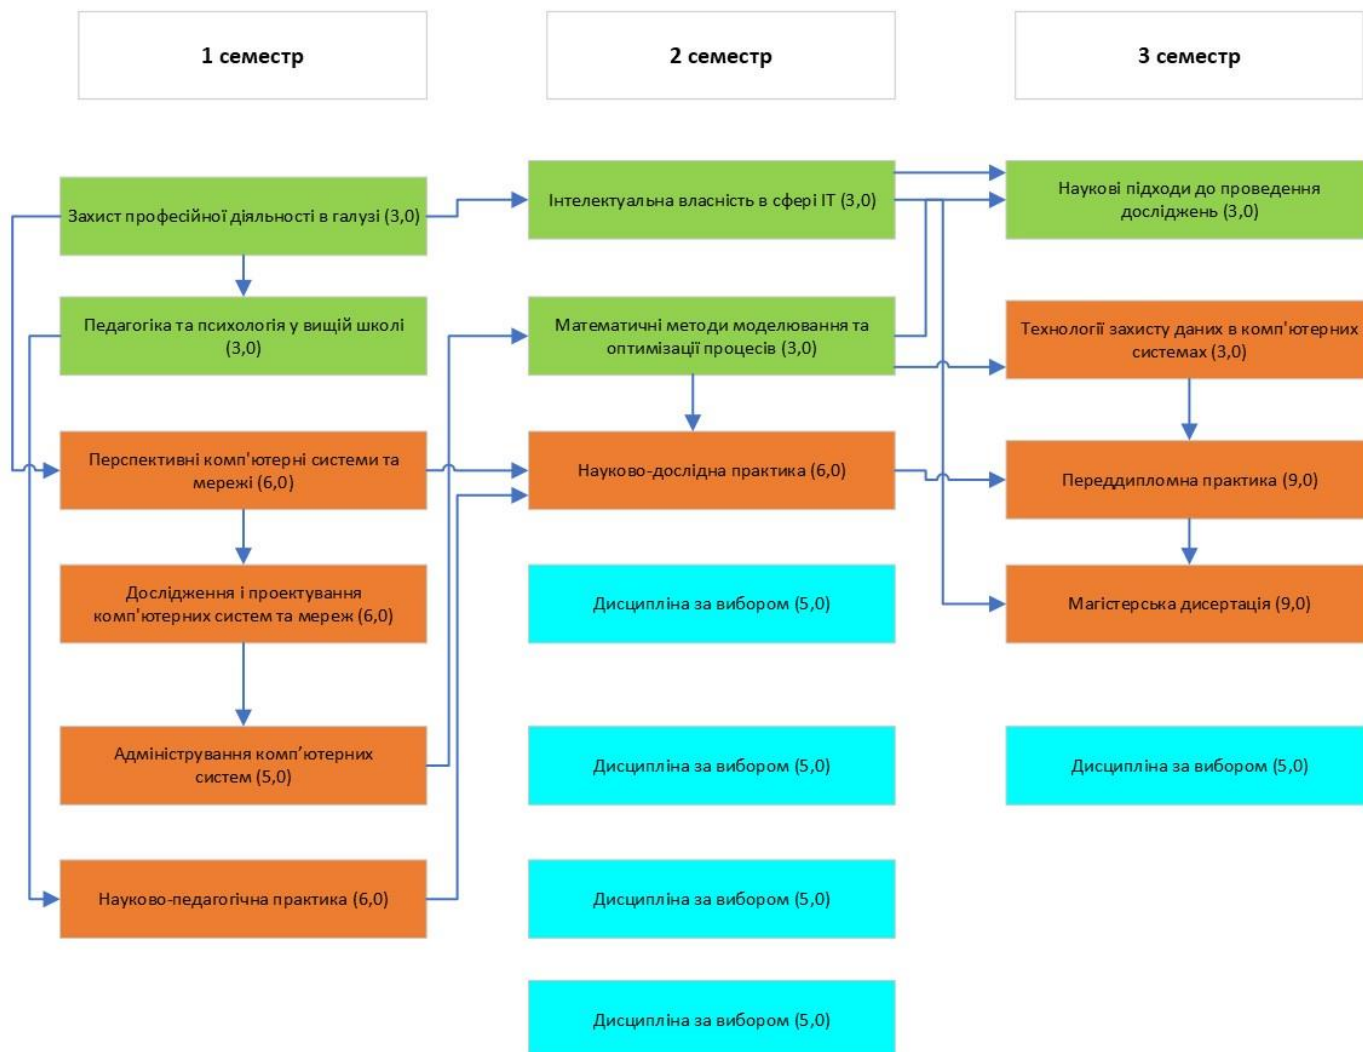 1 семестр
2 семестр
3 семестр
Захист професійної діяльності в галузі (3,0)
Педагогіка та психологія у вищій школі
(3,0)
Перспективні комп'ютерні системи та
мережі (6,0)
Дослідження і проектування
комп'ютерних систем та мереж (6,0)
Адміністрування комп’ютерних
систем (5,0)
Науково-педагогічна практика (6,0)
Інтелектуальна власність в сфері ІТ (3,0)
Математичні методи моделювання та
оптимізації процесів (3,0)
Науково-дослідна практика (6,0)
Дисципліна за вибором (5,0)
Дисципліна за вибором (5,0)
Дисципліна за вибором (5,0)
Дисципліна за вибором (5,0)
Наукові підходи до проведення
досліджень (3,0)
Технології захисту даних в комп'ютерних
системах (3,0)
Переддипломна практика (9,0)
Магістерська дисертація (9,0)
Дисципліна за вибором (5,0)